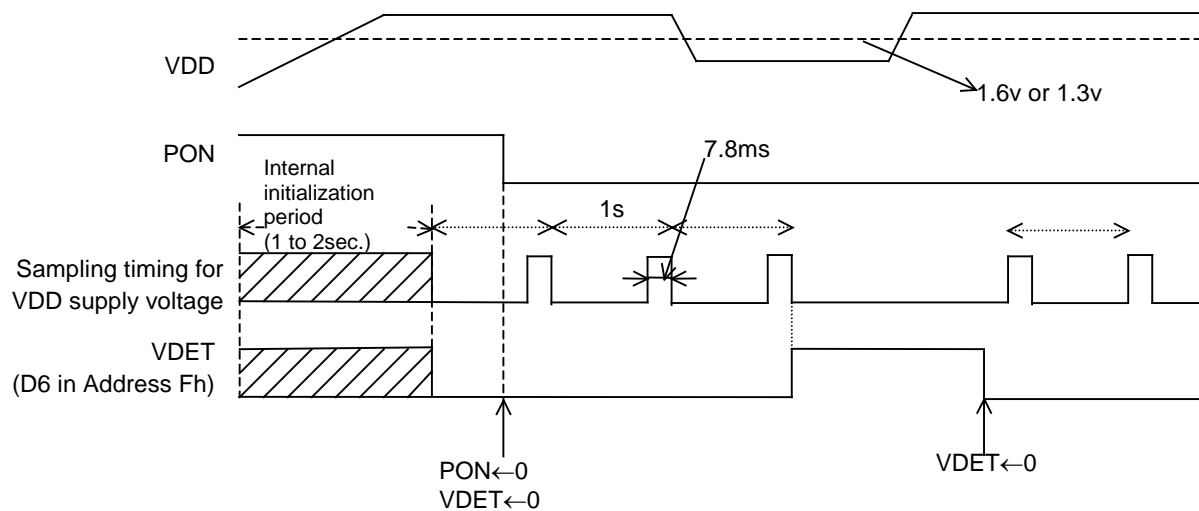 VDD
1.6v or 1.3v
PON
7.8ms
Internal
initialization
period
(1 to 2sec.)
1s
Sampling timing for
VDD supply voltage
VDET
(D6 in Address Fh)
PON←0
VDET←0
VDET←0